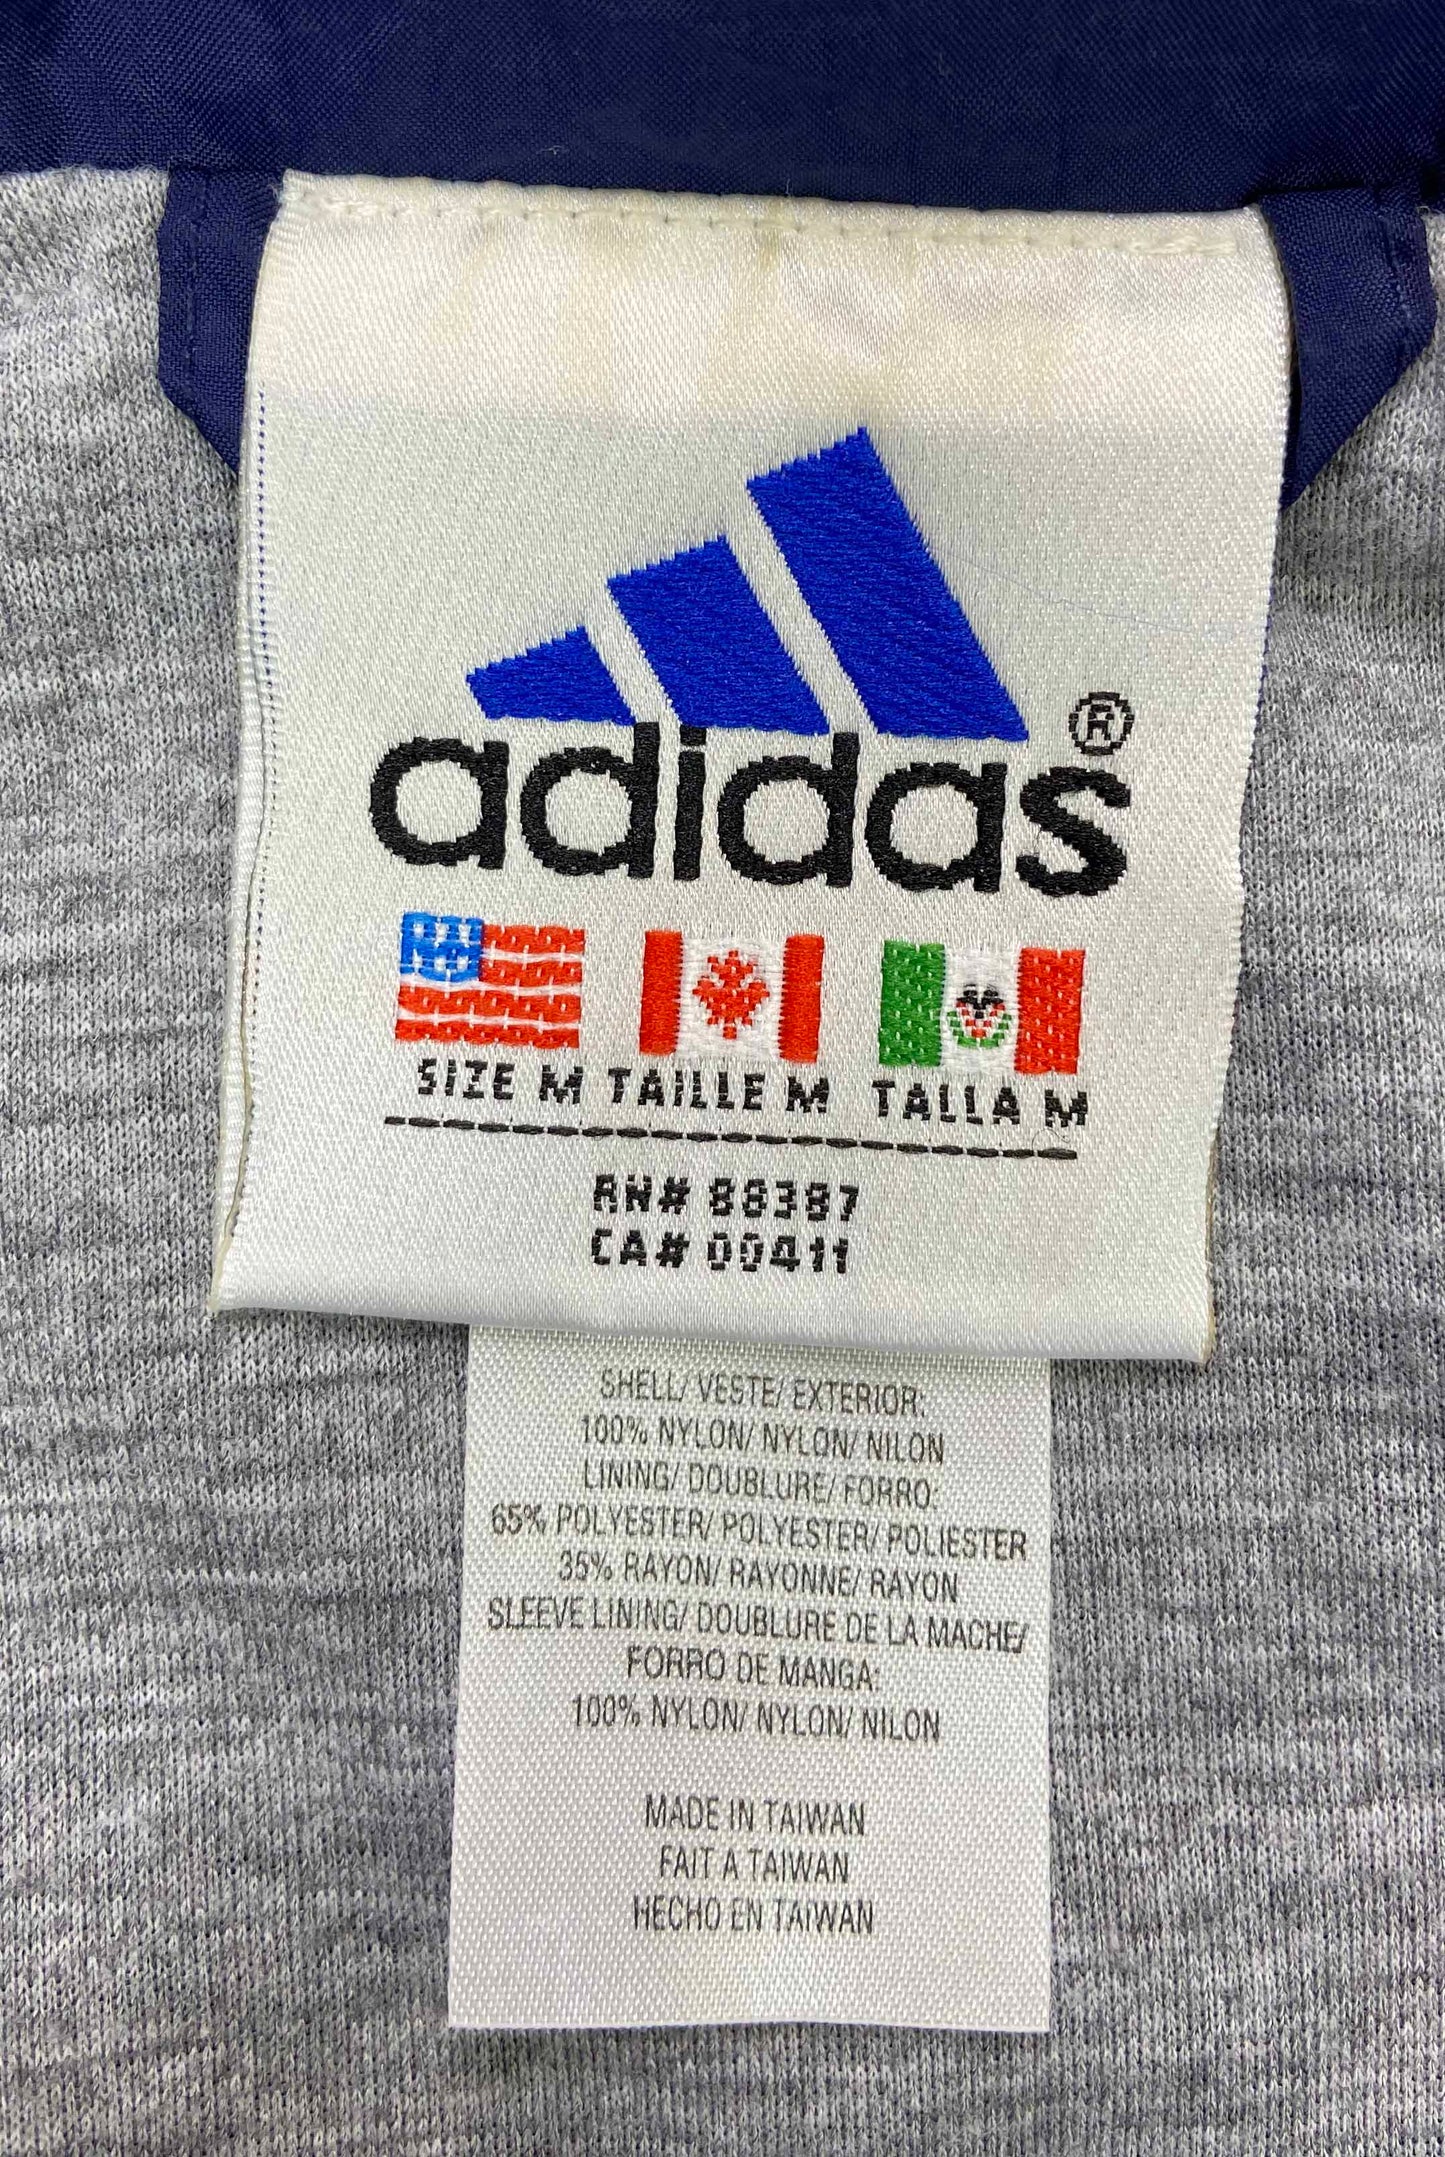 adidas®
SIZE M TAILLE M TALLA M
RN# 88387
CA# 00411
SHELL/ VESTE/ EXTERIOR:
100% NYLON/ NYLON/ NILON
LINING/ DOUBLURE/ FORRO:
65% POLYESTER/ POLYESTER/ POLIESTER
35% RAYON/ RAYONNE/ RAYON
SLEEVE LINING/ DOUBLURE DE LA MACHE/
FORRO DE MANGA:
100% NYLON/ NYLON/ NILON
MADE IN TAIWAN
FAIT A TAIWAN
HECHO EN TAIWAN